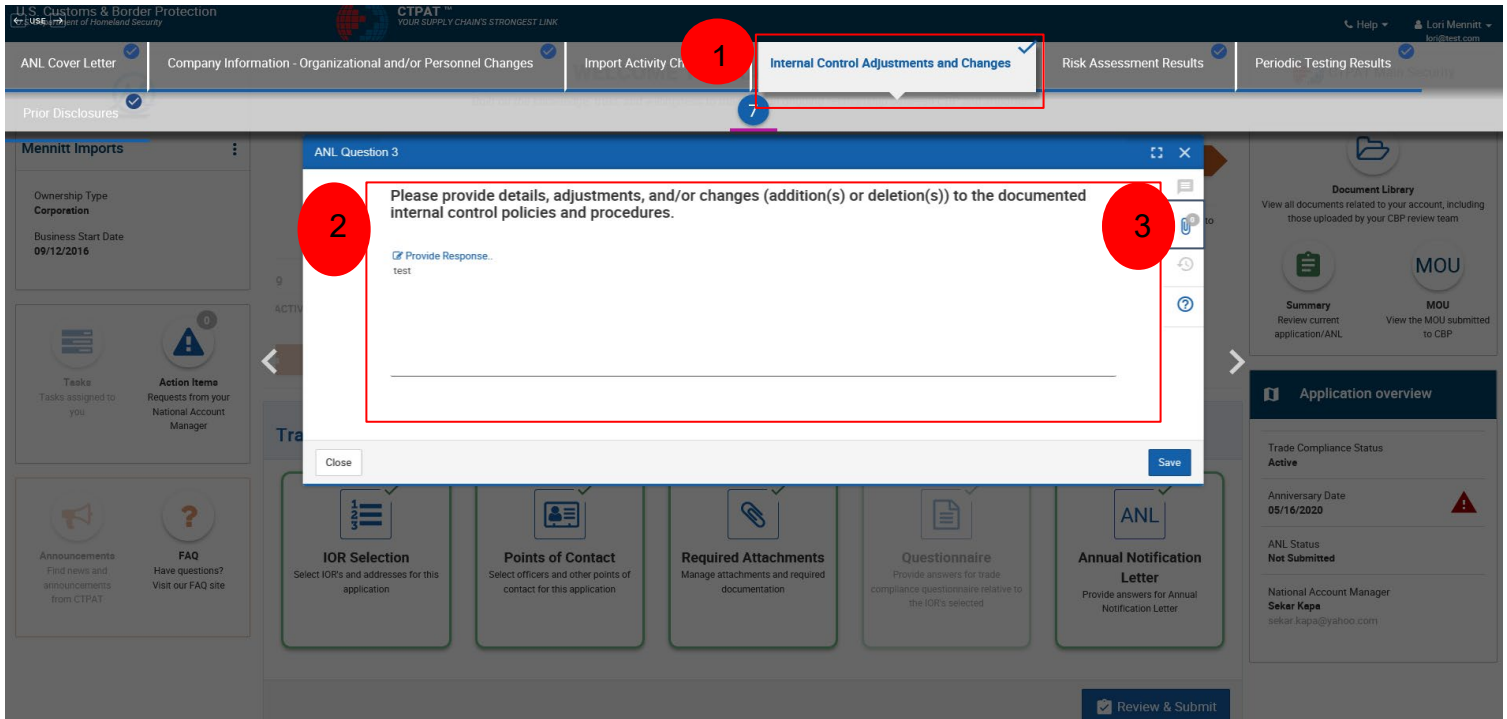 U.S. Customs & Border Protection
U.S. Department of Homeland Security
← USE →
CTPAT ™
YOUR SUPPLY CHAIN'S STRONGEST LINK
Help
Lori Mennitt
lori@test.com
ANL Cover Letter
Company Information - Organizational and/or Personnel Changes
Import Activity Ch
1
Internal Control Adjustments and Changes
Risk Assessment Results
Periodic Testing Results
Prior Disclosures
7
Mennitt Imports
Ownership Type
Corporation
Business Start Date
09/12/2016
ANL Question 3
2
Please provide details, adjustments, and/or changes (addition(s) or deletion(s)) to the documented
internal control policies and procedures.
Provide Response..
test
3
0
to
9
ACTIV
Close
Save
Document Library
View all documents related to your account, including
those uploaded by your CBP review team
MOU
Summary
Review current
application/ANL
MOU
View the MOU submitted
to CBP
0
Tasks
Tasks assigned to
you
Action Items
Requests from your
National Account
Manager
Tra
Application overview
Trade Compliance Status
Active
Anniversary Date
05/16/2020
ANL Status
Not Submitted
National Account Manager
Sekar Kapa
sekar.kapa@yahoo.com
Announcements
Find news and
announcements
from CTPAT
FAQ
Have questions?
Visit our FAQ site
IOR Selection
Select IOR's and addresses for this
application
Points of Contact
Select officers and other points of
contact for this application
Required Attachments
Manage attachments and required
documentation
Questionnaire
Provide answers for trade
compliance questionnaire relative to
the IOR's selected
ANL
Annual Notification
Letter
Provide answers for Annual
Notification Letter
Review & Submit